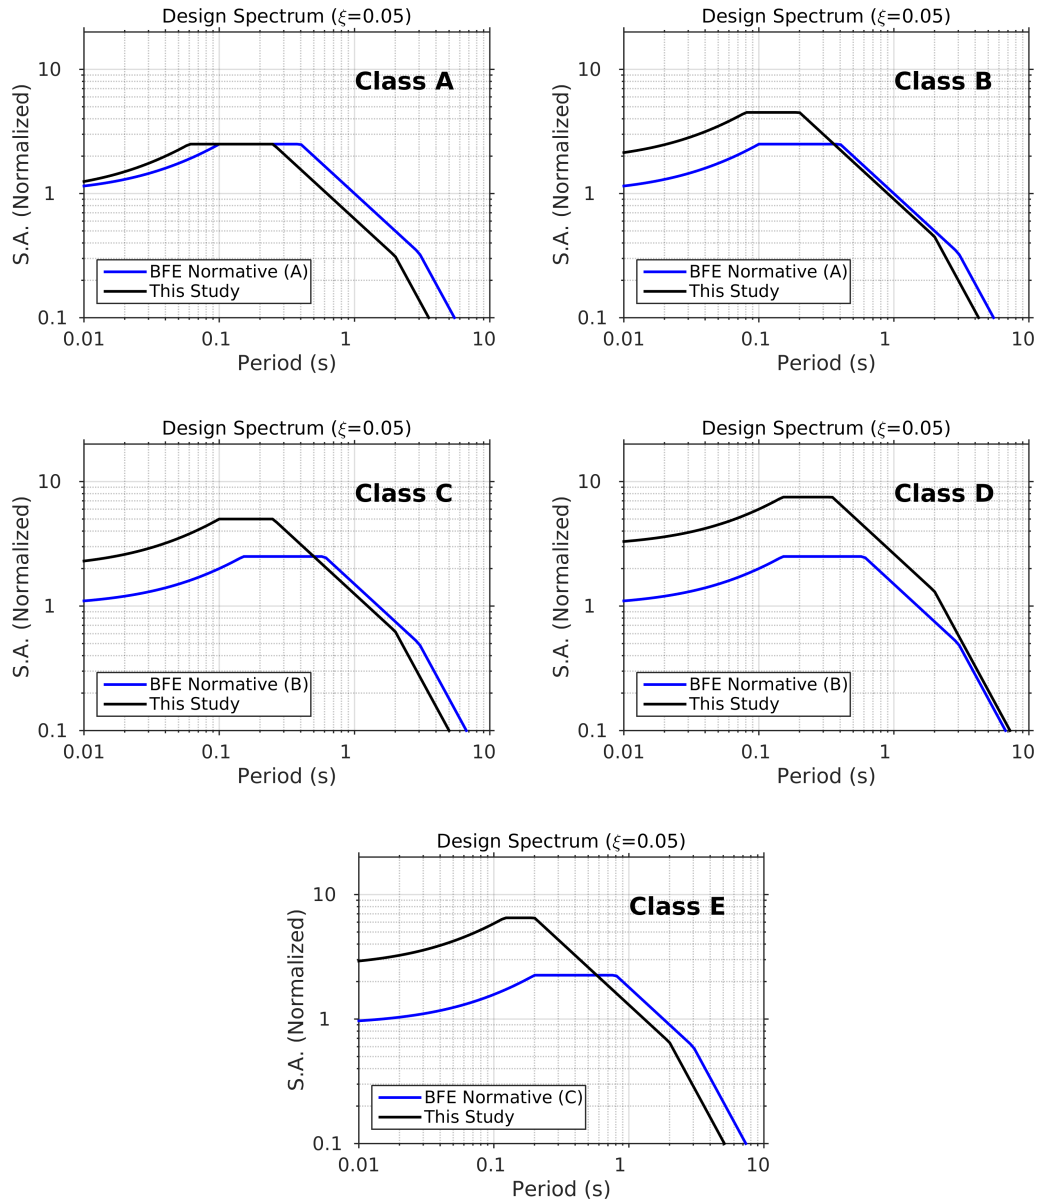 Design Spectrum (ξ=0.05)
10
1
0.1
S.A. (Normalized)
Class A
BFE Normative (A)
This Study
0.01
0.1
1
10
Period (s)
Design Spectrum (ξ=0.05)
10
1
0.1
S.A. (Normalized)
Class B
BFE Normative (A)
This Study
0.01
0.1
1
10
Period (s)
Design Spectrum (ξ=0.05)
10
1
0.1
S.A. (Normalized)
Class C
BFE Normative (B)
This Study
0.01
0.1
1
10
Period (s)
Design Spectrum (ξ=0.05)
10
1
0.1
S.A. (Normalized)
Class D
BFE Normative (B)
This Study
0.01
0.1
1
10
Period (s)
Design Spectrum (ξ=0.05)
10
1
0.1
S.A. (Normalized)
Class E
BFE Normative (C)
This Study
0.01
0.1
1
10
Period (s)